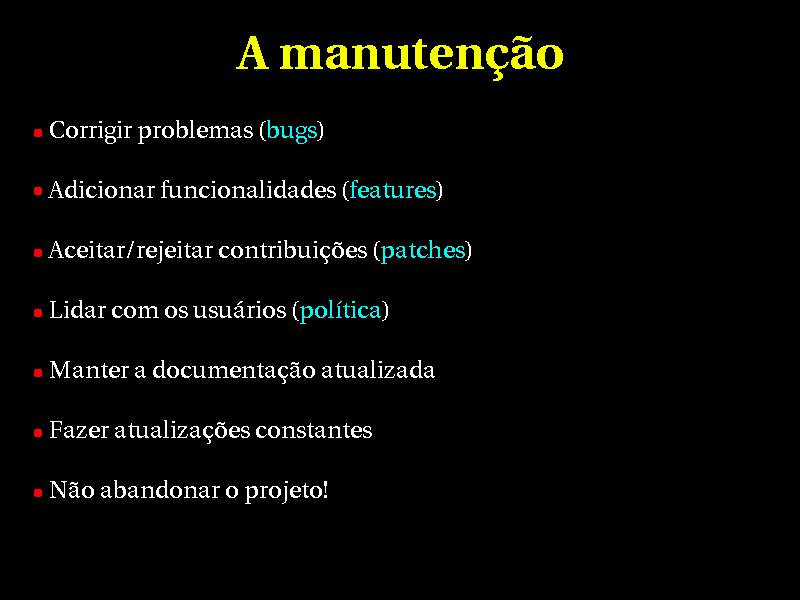 A manutenção
• Corrigir problemas (bugs)
• Adicionar funcionalidades (features)
• Aceitar/rejeitar contribuições (patches)
• Lidar com os usuários (política)
• Manter a documentação atualizada
• Fazer atualizações constantes
• Não abandonar o projeto!